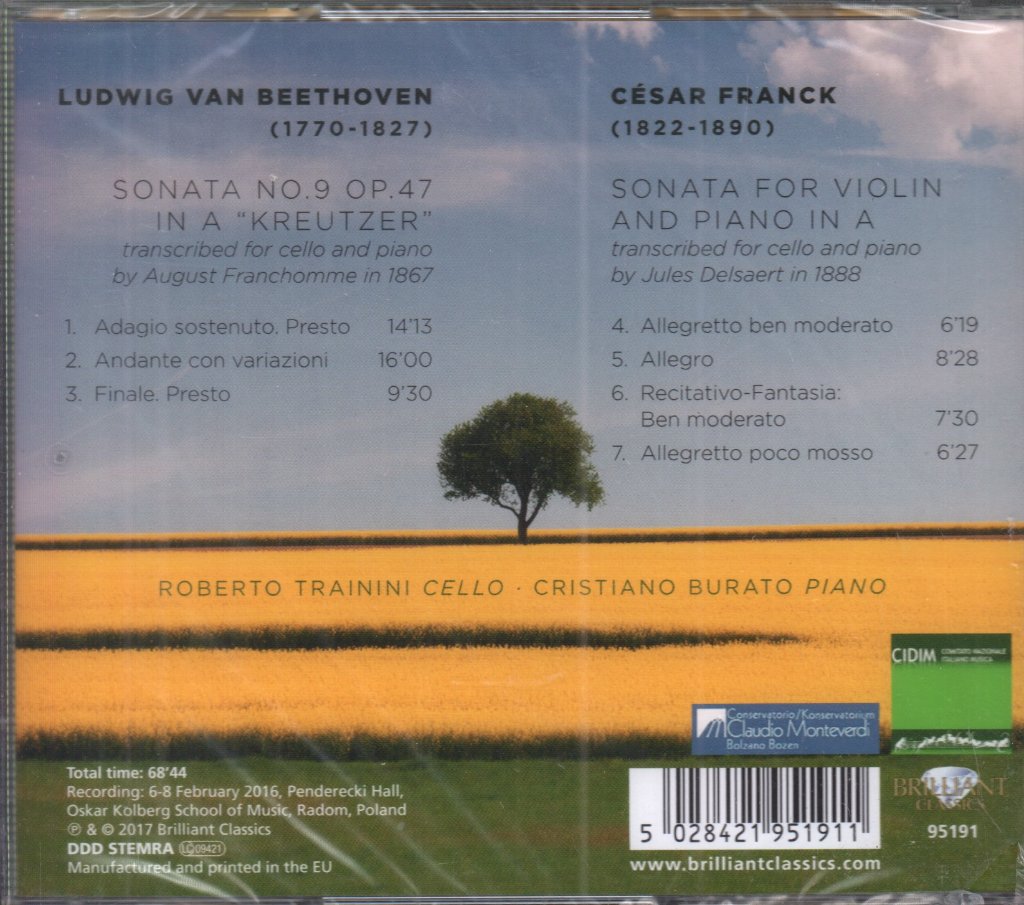 LUDWIG VAN BEETHOVEN
(1770-1827)
SONATA NO.9 OP.47
IN A “KREUTZER”
transcribed for cello and piano
by August Franchomme in 1867
1. Adagio sostenuto. Presto 14’13
2. Andante con variazioni 16’00
3. Finale. Presto 9’30
CÉSAR FRANCK
(1822-1890)
SONATA FOR VIOLIN
AND PIANO IN A
transcribed for cello and piano
by Jules Delsaert in 1888
4. Allegretto ben moderato 6’19
5. Allegro 8’28
6. Recitativo-Fantasia:
Ben moderato 7’30
7. Allegretto poco mosso 6’27
ROBERTO TRAININI CELLO · CRISTIANO BURATO PIANO
CIDIM COMITATO NAZIONALE
ITALIANO MUSICA
Conservatorio/Konservatorium
Claudio Monteverdi
Bolzano Bozen
Total time: 68’44
Recording: 6-8 February 2016, Penderecki Hall,
Oskar Kolberg School of Music, Radom, Poland
℗ & © 2017 Brilliant Classics
DDD STEMRA LC 09421
Manufactured and printed in the EU
5 028421 951911
www.brilliantclassics.com
BRILLIANT
CLASSICS
95191